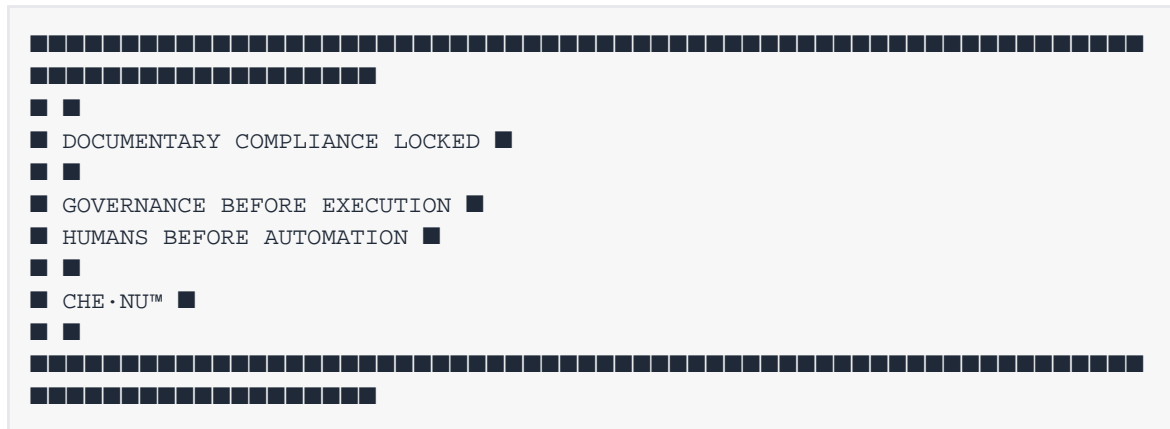 DOCUMENTARY COMPLIANCE LOCKED
GOVERNANCE BEFORE EXECUTION
HUMANS BEFORE AUTOMATION
CHE·NU™